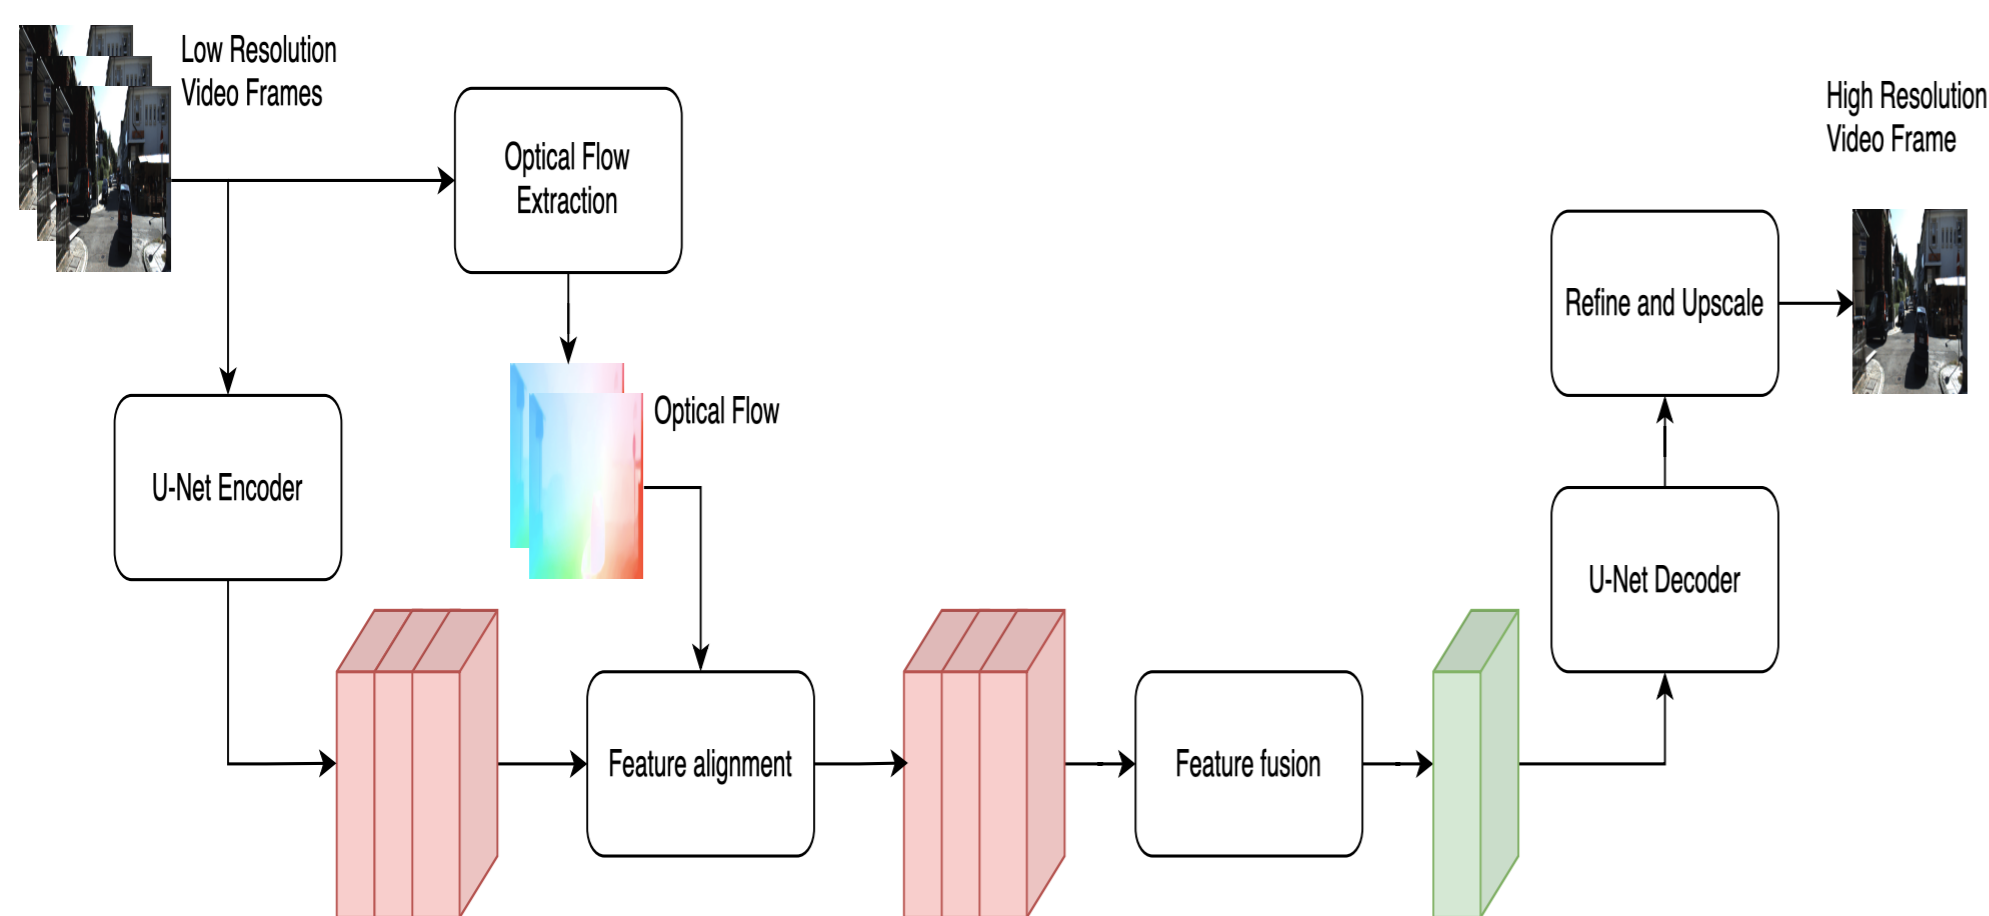 Low Resolution
Video Frames
Optical Flow
Extraction
High Resolution
Video Frame
Refine and Upscale
Optical Flow
U-Net Encoder
U-Net Decoder
Feature alignment
Feature fusion